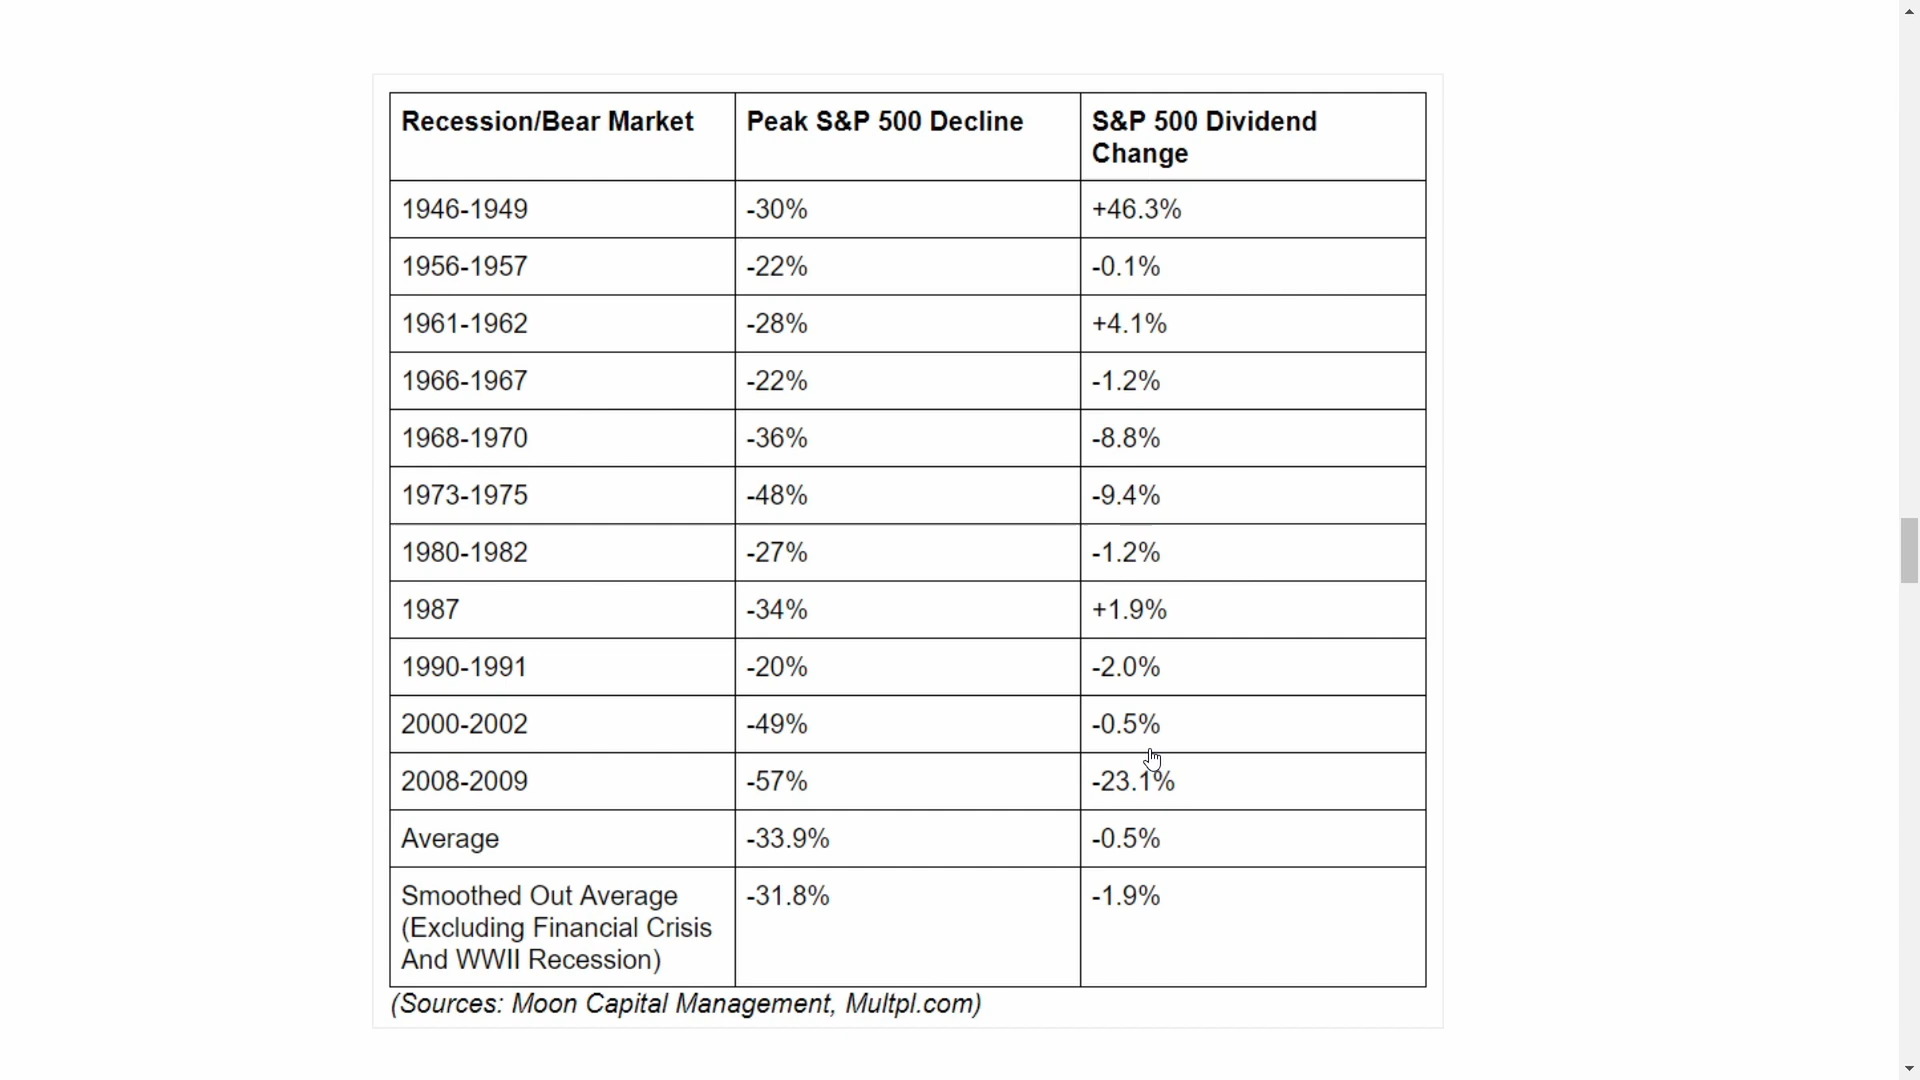 Recession/Bear Market Peak S&P 500 Decline S&P 500 Dividend
Change
1946-1949 -30% +46.3%
1956-1957 -22% -0.1%
1961-1962 -28% +4.1%
1966-1967 -22% -1.2%
1968-1970 -36% -8.8%
1973-1975 -48% -9.4%
1980-1982 -27% -1.2%
1987 -34% +1.9%
1990-1991 -20% -2.0%
2000-2002 -49% -0.5%
2008-2009 -57% -23.1%
Average -33.9% -0.5%
Smoothed Out Average -31.8% -1.9%
(Excluding Financial Crisis
And WWII Recession)
(Sources: Moon Capital Management, Multpl.com)